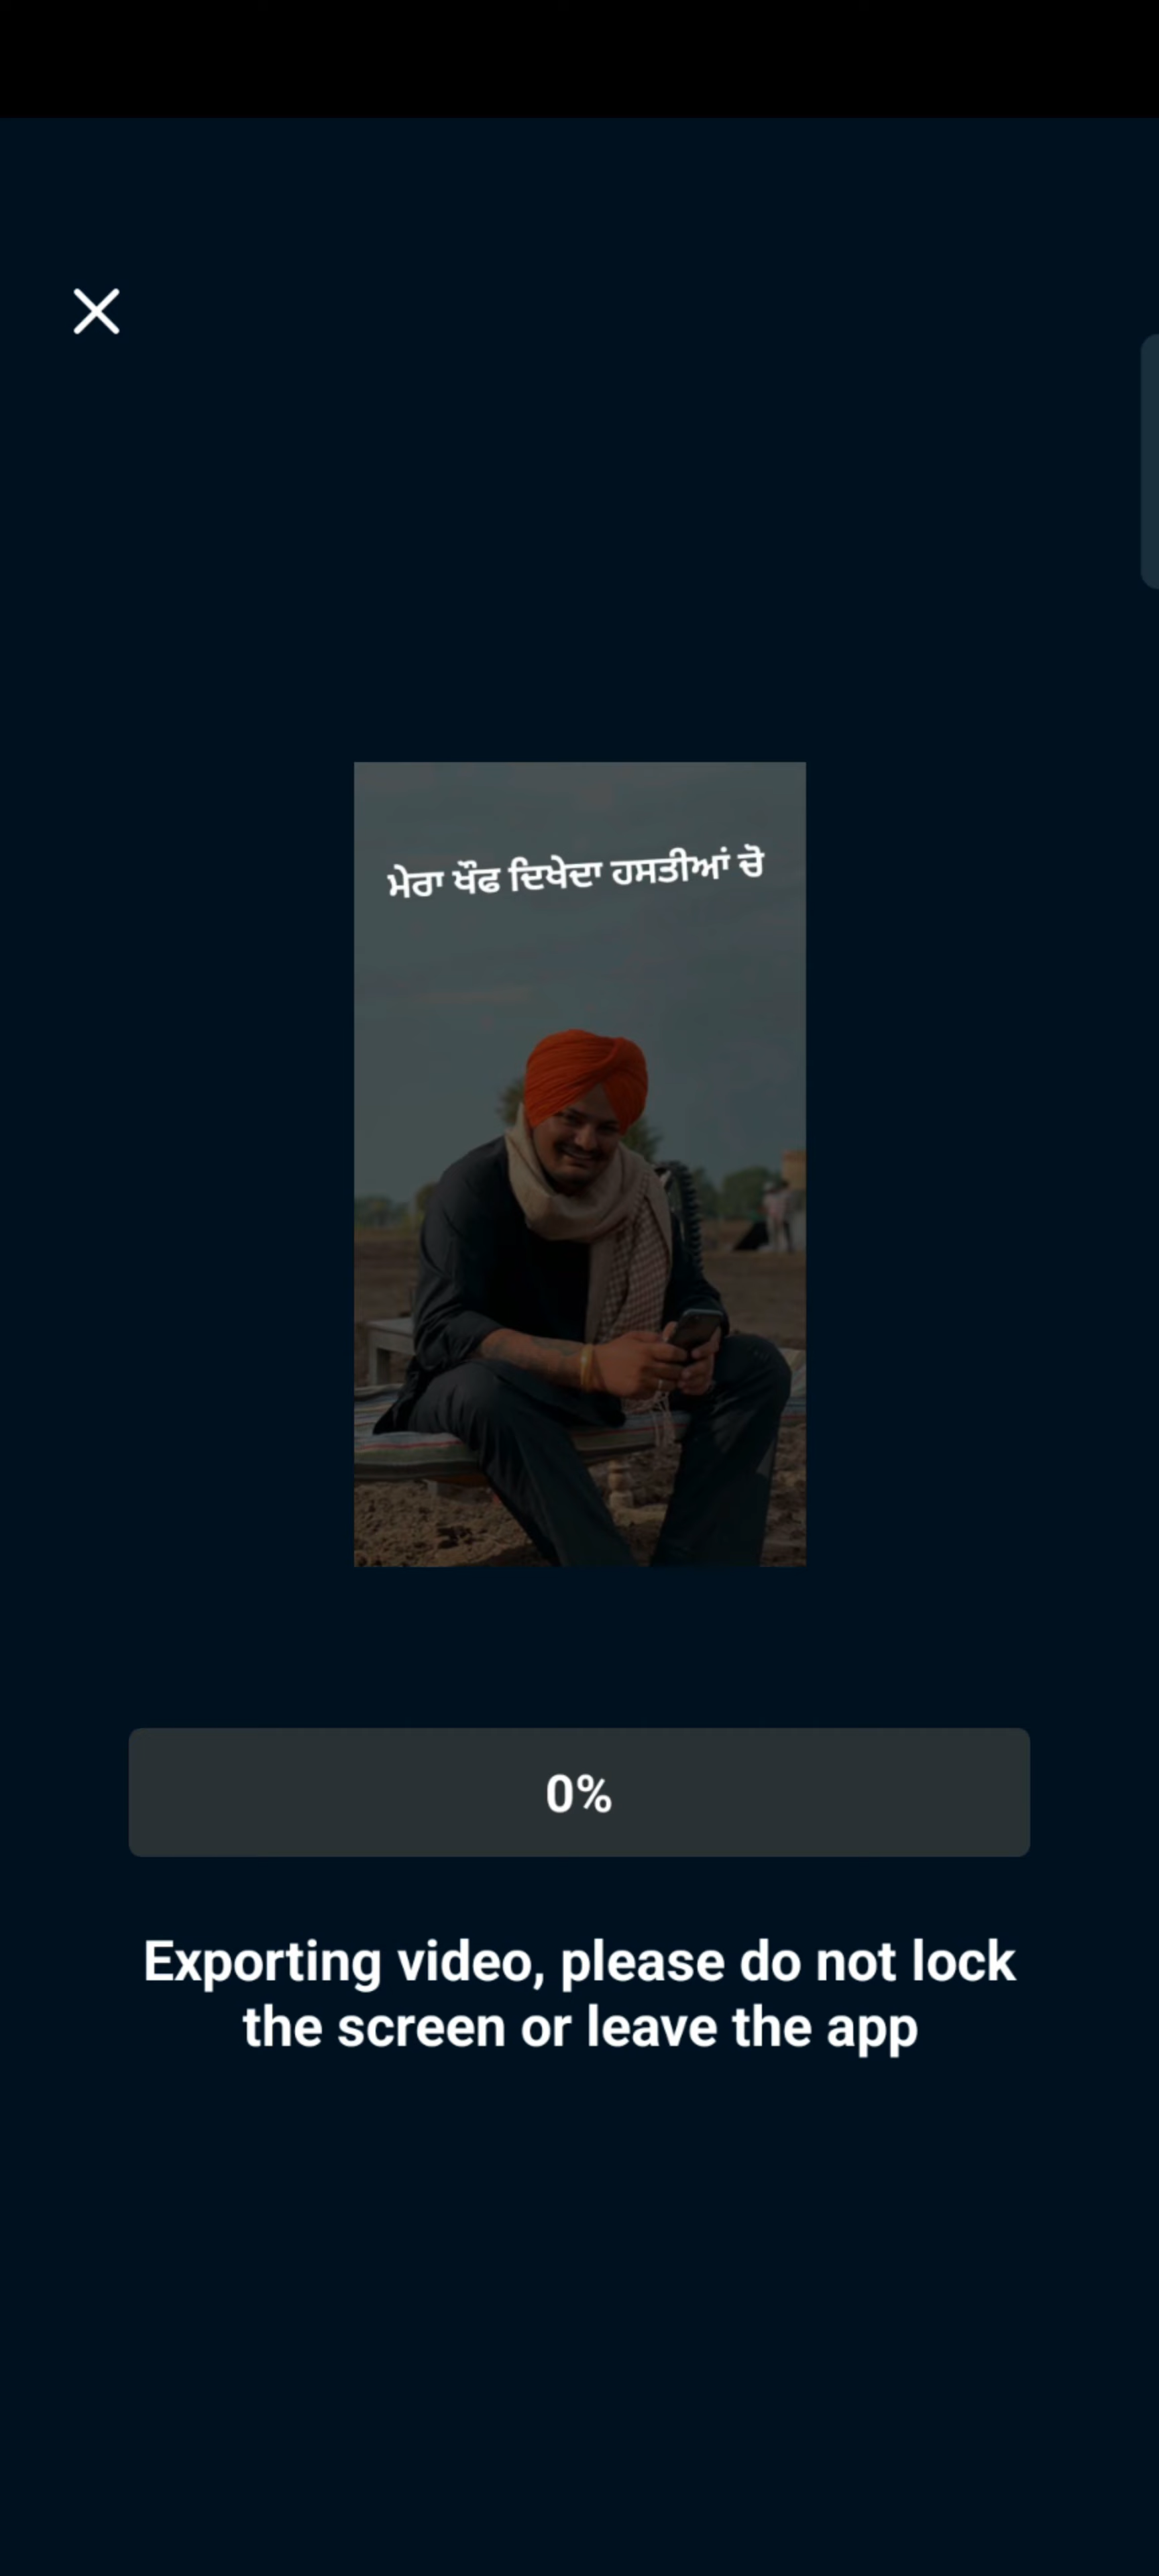 ਮੇਰਾ ਖੌਫ ਦਿਖੇਦਾ ਹਸਤੀਆਂ ਚੋ
0%
Exporting video, please do not lock
the screen or leave the app